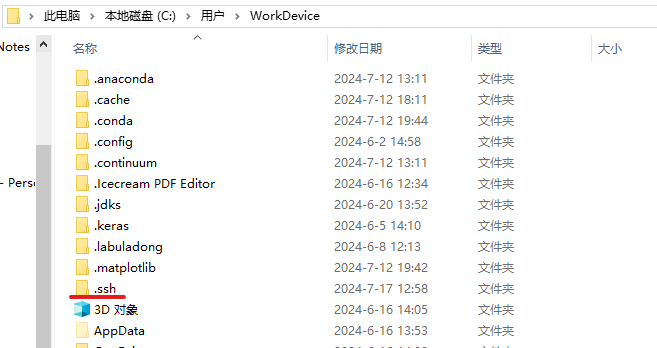 此电脑 > 本地磁盘 (C:) > 用户 > WorkDevice
Notes
名称 修改日期 类型 大小
.anaconda 2024-7-12 13:11 文件夹
.cache 2024-7-12 18:11 文件夹
.conda 2024-7-12 19:44 文件夹
.config 2024-6-2 14:58 文件夹
.continuum 2024-7-12 13:11 文件夹
- Pers
.Icecream PDF Editor 2024-6-16 12:34 文件夹
.jdks 2024-6-20 13:52 文件夹
.keras 2024-6-5 14:10 文件夹
.labuladong 2024-6-8 12:13 文件夹
.matplotlib 2024-7-12 19:42 文件夹
.ssh 2024-7-17 12:58 文件夹
3D 对象 2024-6-16 14:05 文件夹
AppData 2024-6-16 13:53 文件夹